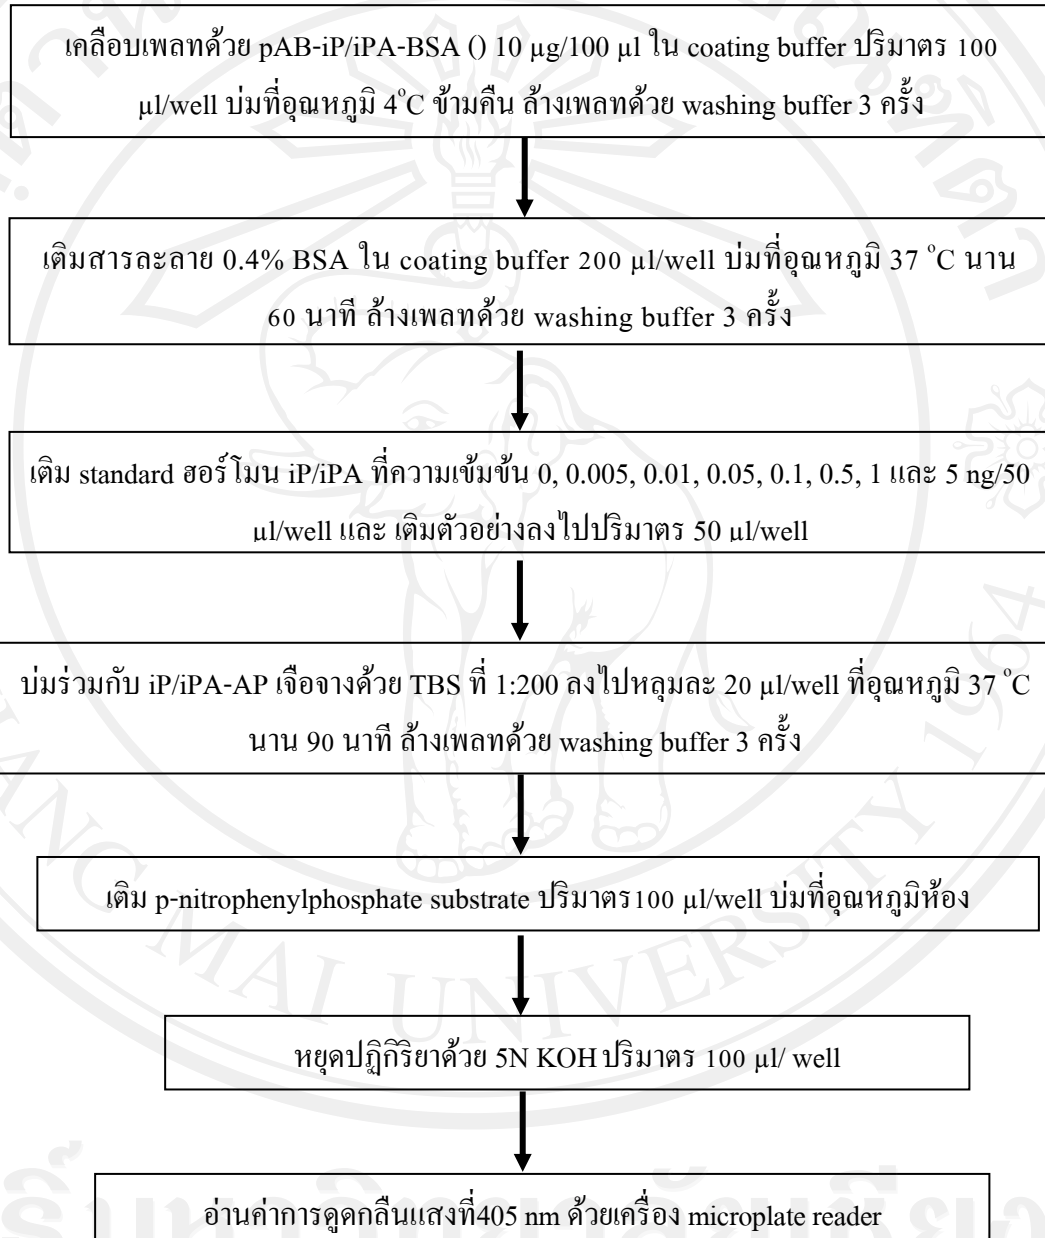 เคลือบเพลทด้วย pAB-iP/iPA-BSA () 10 µg/100 µl ใน coating buffer ปริมาตร 100
µl/well บ่มที่อุณหภูมิ 4°C ข้ามคืน ล้างเพลทด้วย washing buffer 3 ครั้ง
เติมสารละลาย 0.4% BSA ใน coating buffer 200 µl/well บ่มที่อุณหภูมิ 37 °C นาน
60 นาที ล้างเพลทด้วย washing buffer 3 ครั้ง
เติม standard ฮอร์โมน iP/iPA ที่ความเข้มข้น 0, 0.005, 0.01, 0.05, 0.1, 0.5, 1 และ 5 ng/50
µl/well และ เติมตัวอย่างลงไปปริมาตร 50 µl/well
บ่มร่วมกับ iP/iPA-AP เจือจางด้วย TBS ที่ 1:200 ลงไปหลุมละ 20 µl/well ที่อุณหภูมิ 37 °C
นาน 90 นาที ล้างเพลทด้วย washing buffer 3 ครั้ง
เติม p-nitrophenylphosphate substrate ปริมาตร100 µl/well บ่มที่อุณหภูมิห้อง
หยุดปฏิกิริยาด้วย 5N KOH ปริมาตร 100 µl/ well
อ่านค่าการดูดกลืนแสงที่405 nm ด้วยเครื่อง microplate reader
MAI UNIVERSITY 1964